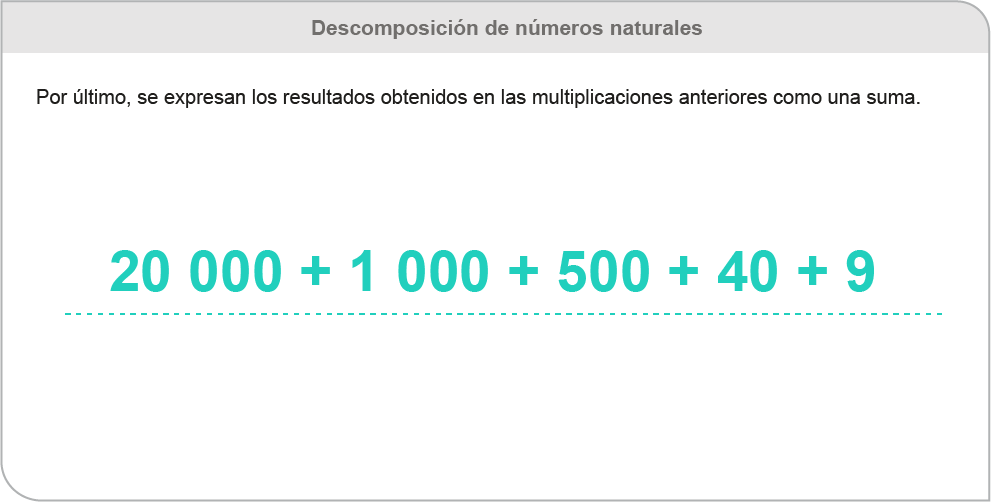 Descomposición de números naturales
Por último, se expresan los resultados obtenidos en las multiplicaciones anteriores como una suma.
20 000 + 1 000 + 500 + 40 + 9